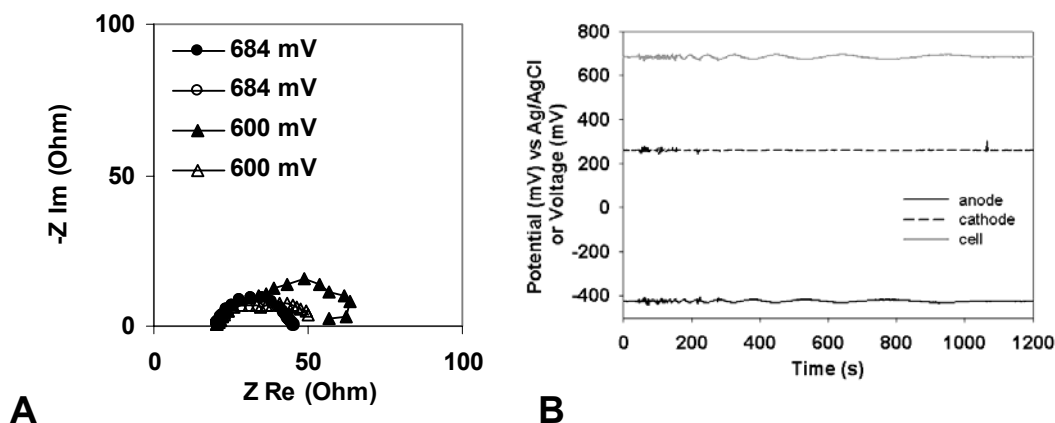 100
50
0
-Z Im (Ohm)
684 mV
684 mV
600 mV
600 mV
0 50 100
Z Re (Ohm)
A
800
600
400
200
0
-200
-400
Potential (mV) vs Ag/AgCl
or Voltage (mV)
anode
cathode
cell
0 200 400 600 800 1000 1200
Time (s)
B